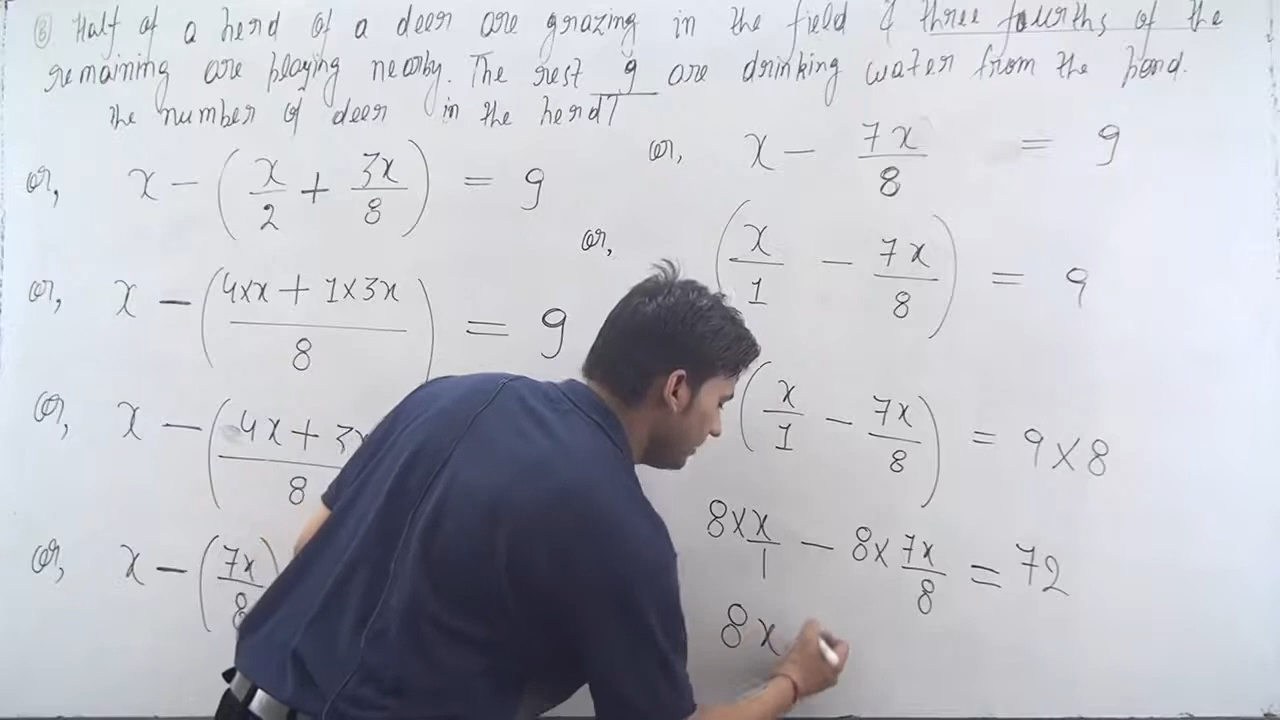 ⑧ Half of a herd of a deer are grazing in the field & three fourths of the
remaining are playing nearby. The rest 9 are drinking water from the pond.
the number of deer in the herd?
or, x - (x/2 + 3x/8) = 9
or, x - (4×x + 1×3x / 8) = 9
or, x - (4x + 3x / 8
or, x - (7x/8)
or, x - 7x/8 = 9
or, (x/1 - 7x/8) = 9
(x/1 - 7x/8) = 9×8
8×x/1 - 8×7x/8 = 72
8x